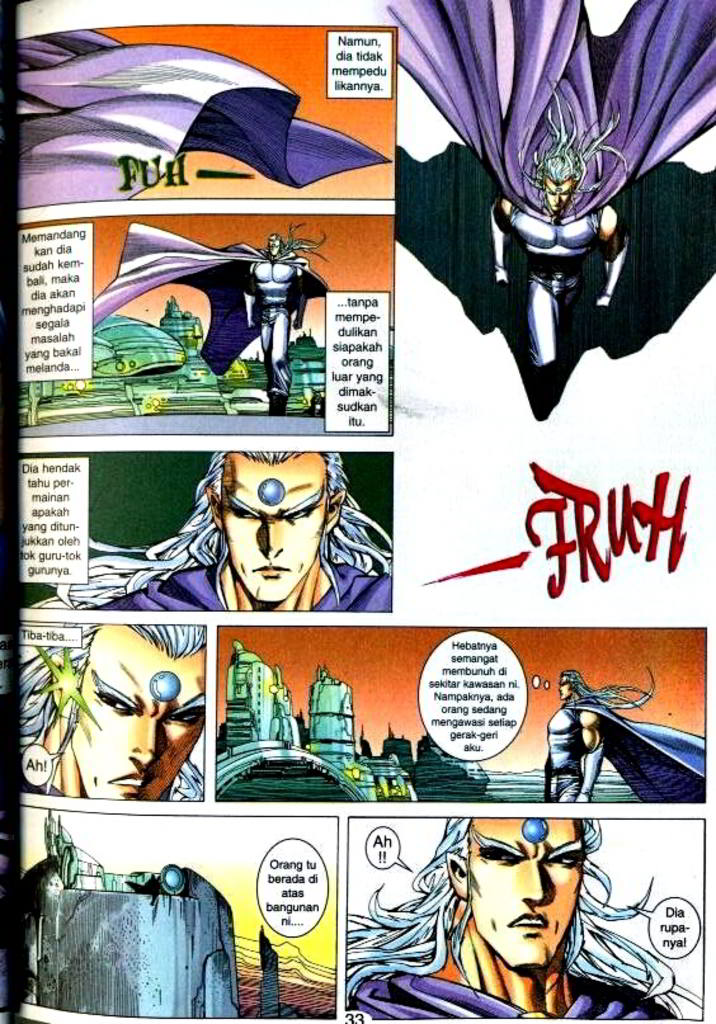 Namun,
dia tidak
mempedu
likannya.
FUH
Memandang
kan dia
sudah kem-
bali, maka
dia akan
menghadapi
segala
masalah
yang bakal
melanda...
...tanpa
mempe-
dulikan
siapakah
orang
luar yang
dimak-
sudkan
itu.
FRUH
Dia hendak
tahu per-
mainan
apakah
yang ditun-
jukkan oleh
tok guru-tok
gurunya.
Tiba-tiba....
Ah!
Hebatnya
semangat
membunuh di
sekitar kawasan ni.
Nampaknya, ada
orang sedang
mengawasi setiap
gerak-geri
aku.
Orang tu
berada di
atas
bangunan
ni....
Ah
!!
Dia
rupa-
nya!
33